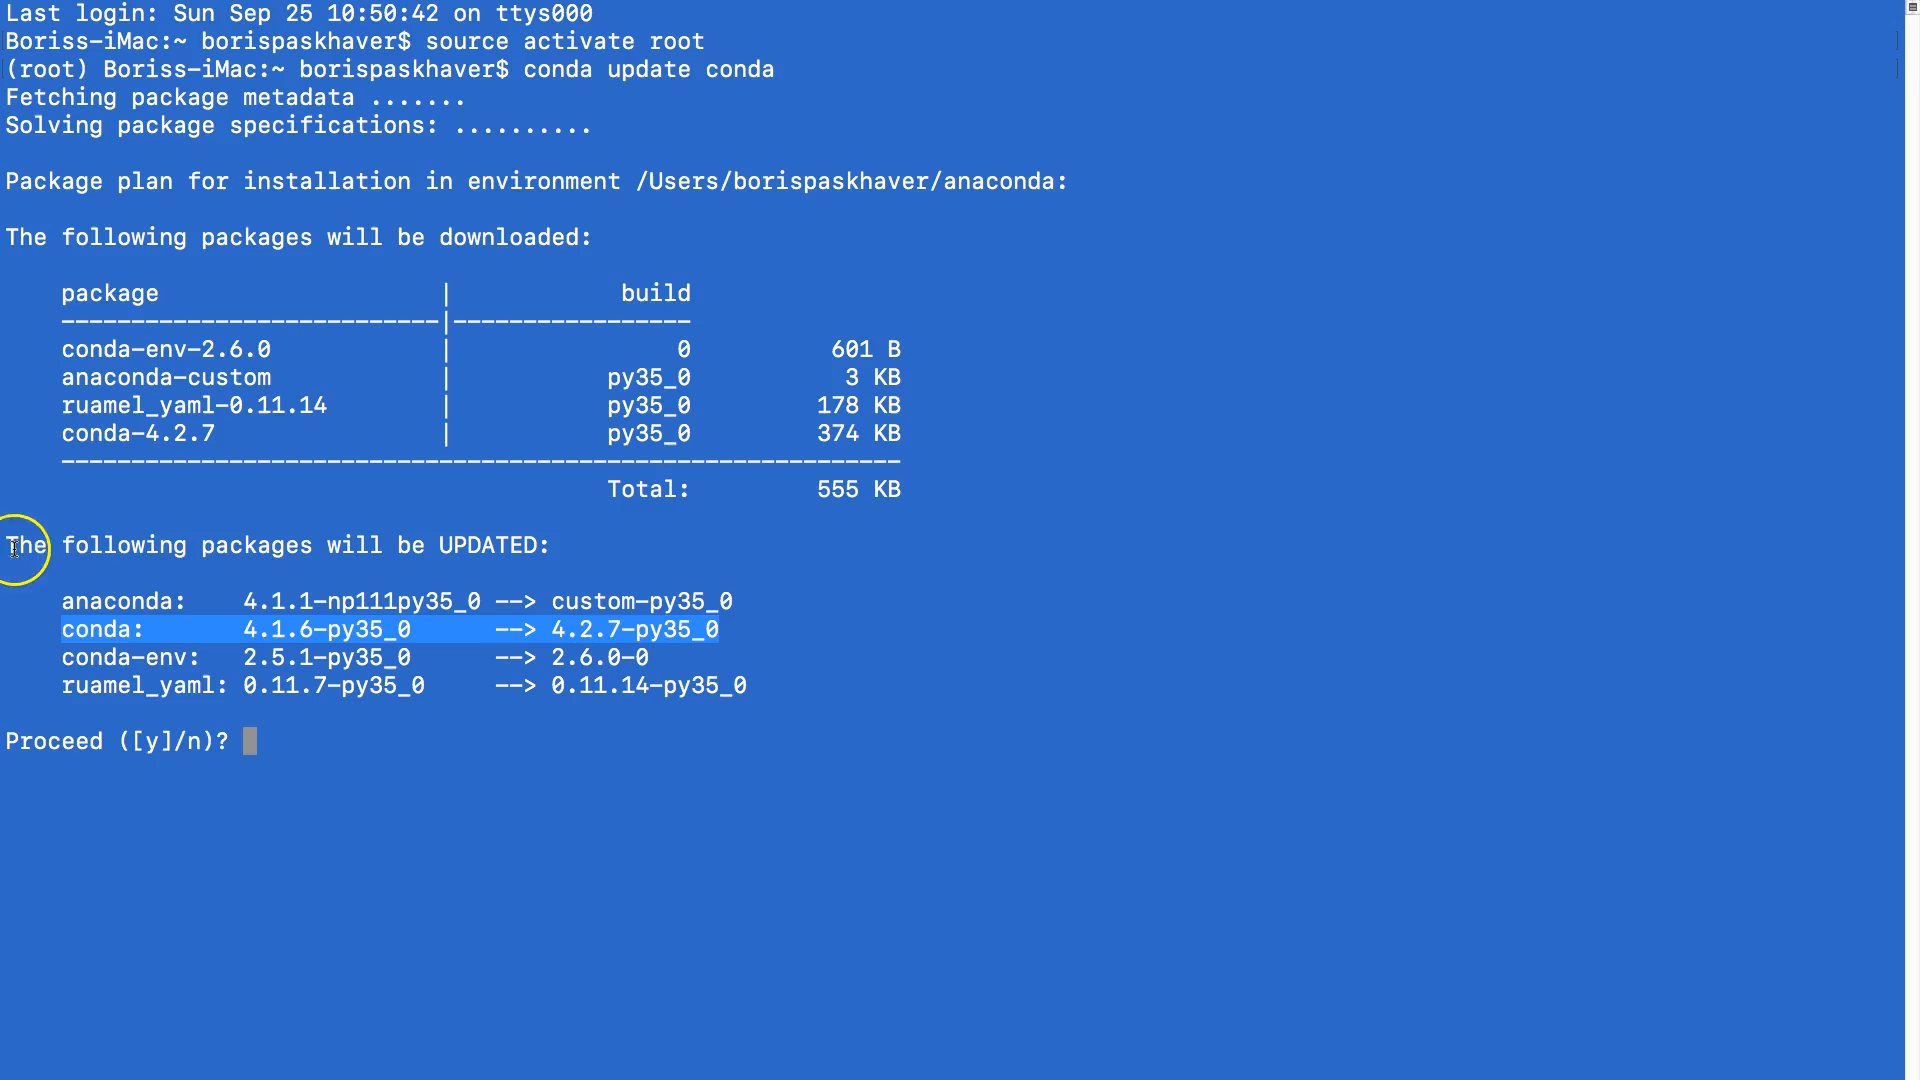 Last login: Sun Sep 25 10:50:42 on ttys000
Boriss-iMac:~ borispaskhaver$ source activate root
(root) Boriss-iMac:~ borispaskhaver$ conda update conda
Fetching package metadata .......
Solving package specifications: ..........
Package plan for installation in environment /Users/borispaskhaver/anaconda:
The following packages will be downloaded:
package | build
---------------------------|-----------------
conda-env-2.6.0 | 0 601 B
anaconda-custom | py35_0 3 KB
ruamel_yaml-0.11.14 | py35_0 178 KB
conda-4.2.7 | py35_0 374 KB
------------------------------------------------------------
Total: 555 KB
The following packages will be UPDATED:
anaconda: 4.1.1-np111py35_0 --> custom-py35_0
conda: 4.1.6-py35_0 --> 4.2.7-py35_0
conda-env: 2.5.1-py35_0 --> 2.6.0-0
ruamel_yaml: 0.11.7-py35_0 --> 0.11.14-py35_0
Proceed ([y]/n)?